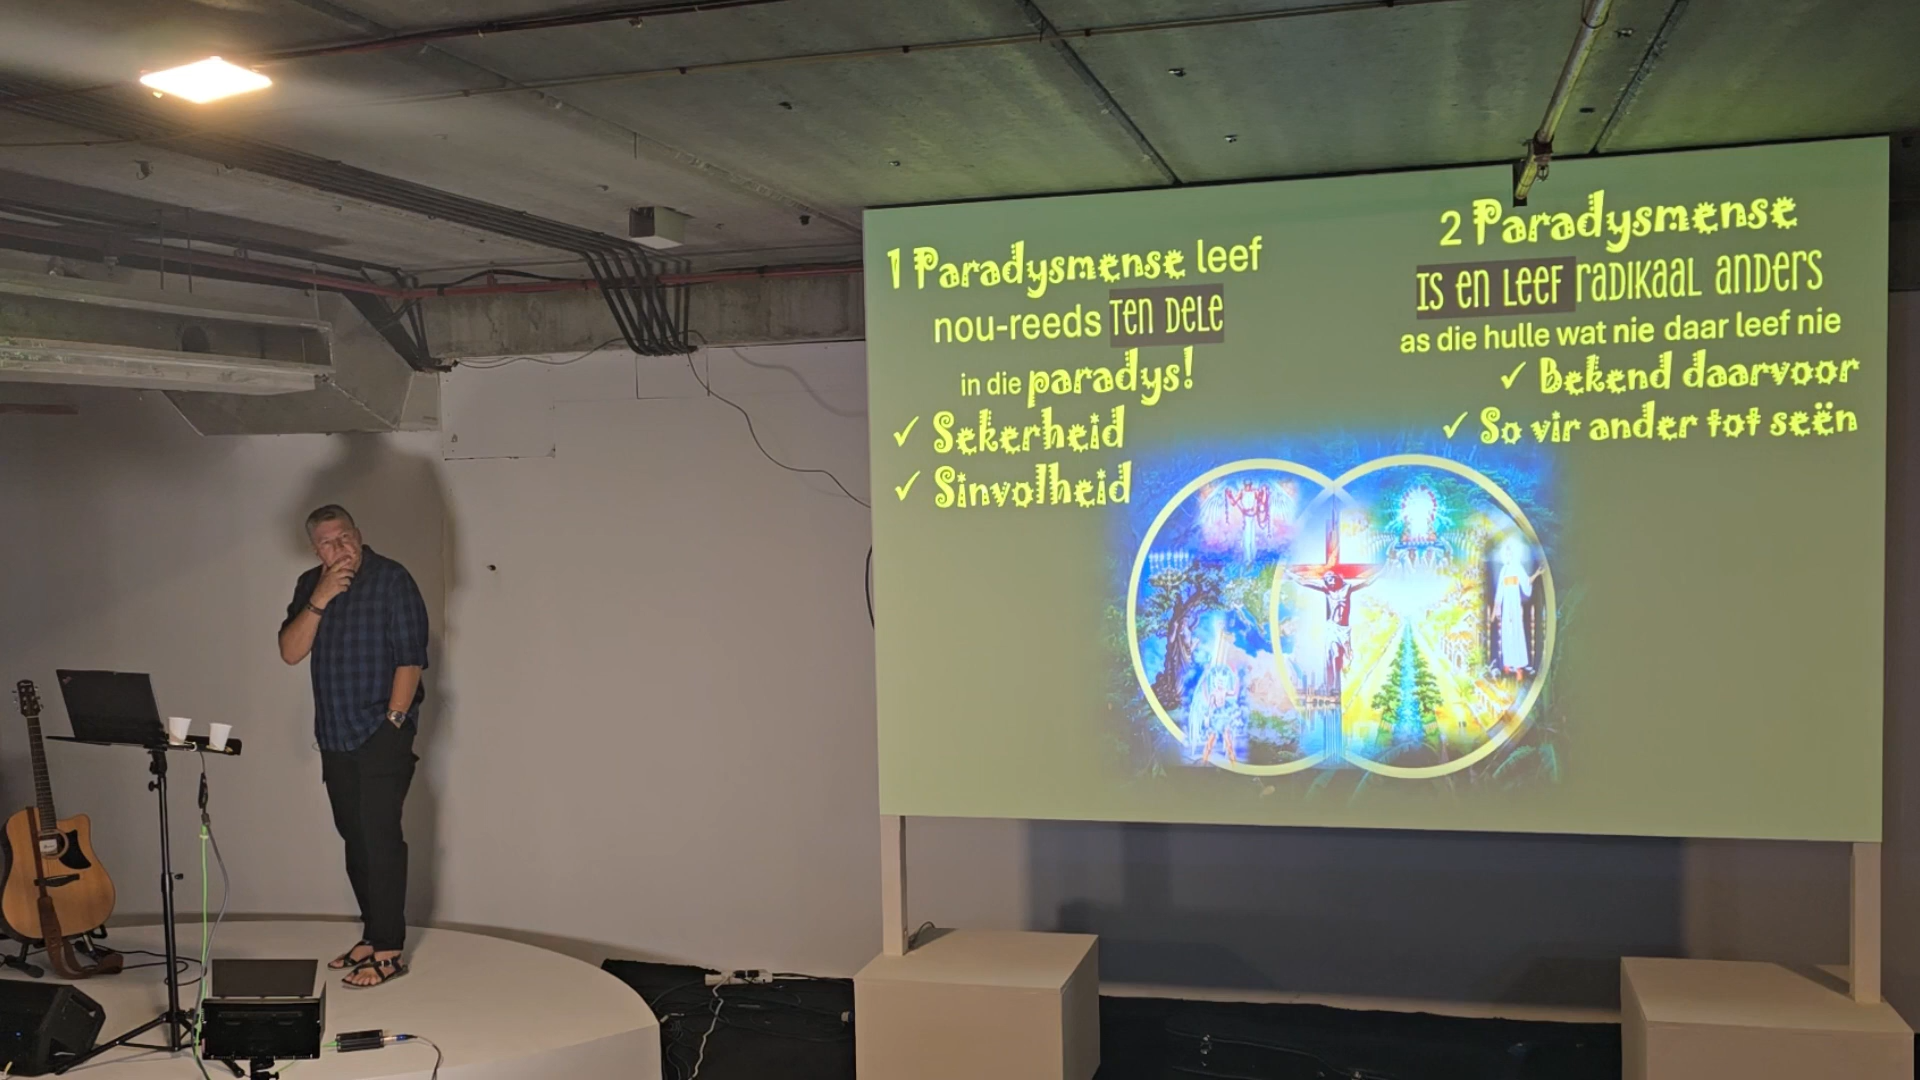 1 Paradysmense leef
nou-reeds Ten Dele
in die paradys!
✓ Sekerheid
✓ Sinvolheid
2 Paradysmense
IS en Leef radikaal anders
as die hulle wat nie daar leef nie
✓ Bekend daarvoor
✓ So vir ander tot seën